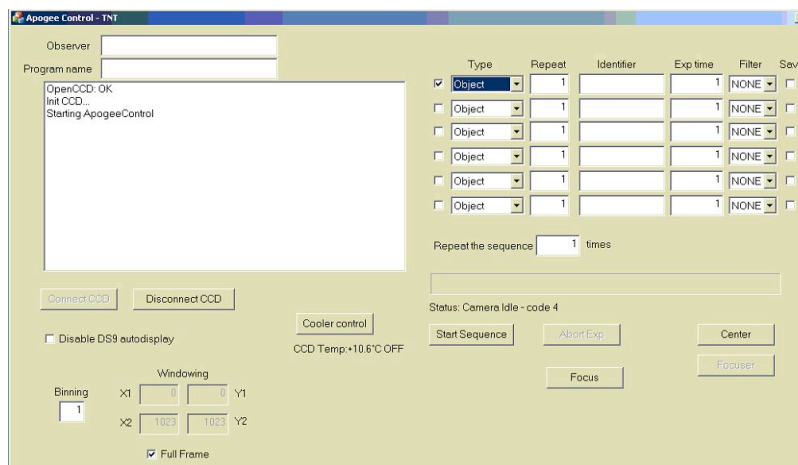 Apogee Control - TNT
Observer
Program name
OpenCCD: OK
Init CCD...
Starting ApogeeControl
Type Repeat Identifier Exp time Filter Sav
Object 1 1 NONE
Object 1 1 NONE
Object 1 1 NONE
Object 1 1 NONE
Object 1 1 NONE
Object 1 1 NONE
Repeat the sequence 1 times
Connect CCD Disconnect CCD
Status: Camera Idle - code 4
Cooler control
Start Sequence Abort Exp Center
Disable DS9 autodisplay
CCD Temp:+10.6°C OFF
Focuser
Focus
Windowing
Binning X1 0 0 Y1
1
X2 1023 1023 Y2
Full Frame